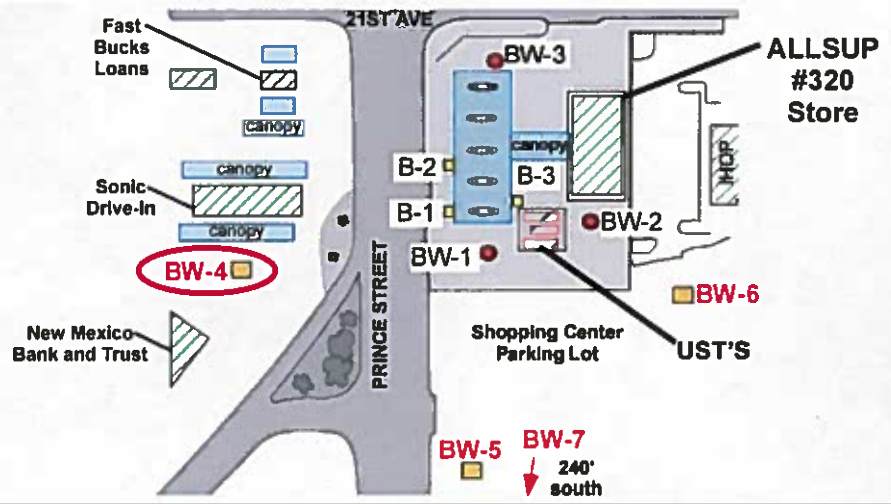 21ST AVE
Fast
Bucks
Loans
BW-3
ALLSUP
#320
Store
canopy
canopy
B-2
B-3
IHOP
canopy
Sonic
Drive-In
B-1
BW-2
canopy
BW-1
BW-4
BW-6
PRINCE STREET
New Mexico
Bank and Trust
Shopping Center
Parking Lot
UST'S
BW-5
BW-7
240'
south